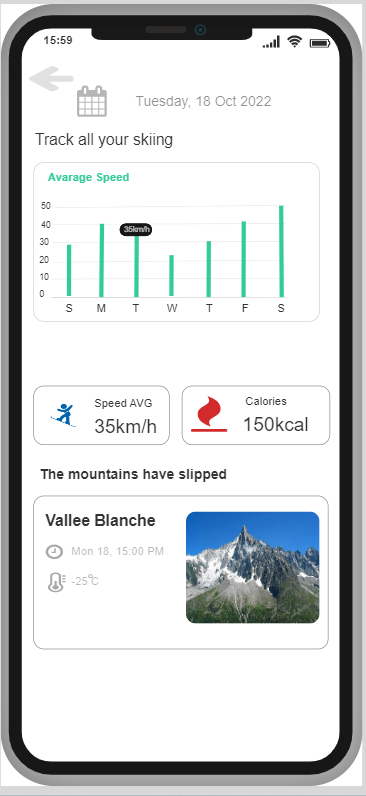 15:59
Tuesday, 18 Oct 2022
Track all your skiing
Avarage Speed
50
40
35km/h
30
20
10
0
S M T W T F S
Speed AVG
35km/h
Calories
150kcal
The mountains have slipped
Vallee Blanche
Mon 18, 15:00 PM
-25°C